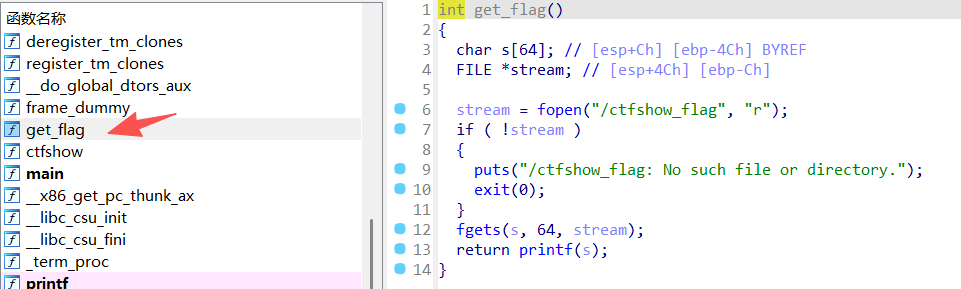 函数名称
deregister_tm_clones
register_tm_clones
__do_global_dtors_aux
frame_dummy
get_flag
ctfshow
main
__x86_get_pc_thunk_ax
__libc_csu_init
__libc_csu_fini
_term_proc
printf
1 int get_flag()
2 {
3   char s[64]; // [esp+Ch] [ebp-4Ch] BYREF
4   FILE *stream; // [esp+4Ch] [ebp-Ch]
5
6   stream = fopen("/ctfshow_flag", "r");
7   if ( !stream )
8   {
9     puts("/ctfshow_flag: No such file or directory.");
10     exit(0);
11   }
12   fgets(s, 64, stream);
13   return printf(s);
14 }